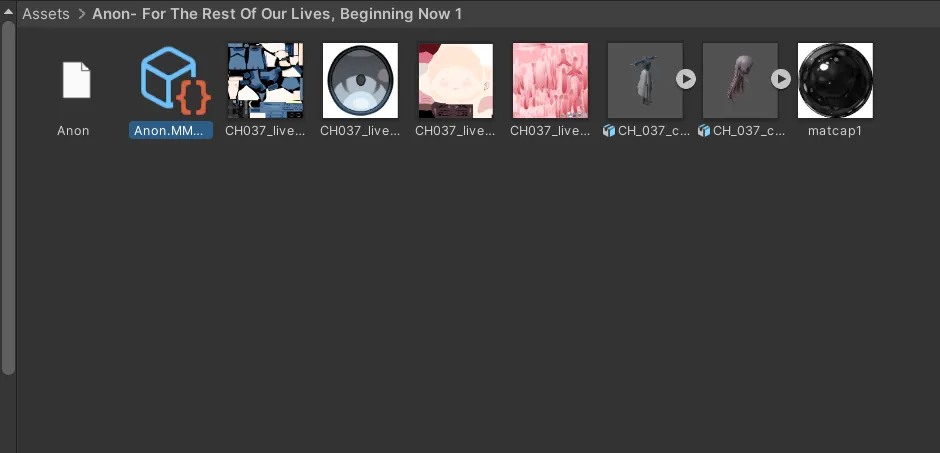 Assets > Anon- For The Rest Of Our Lives, Beginning Now 1
Anon
Anon.MM...
CH037_live...
CH037_live...
CH037_live...
CH037_live...
CH_037_c...
CH_037_c...
matcap1